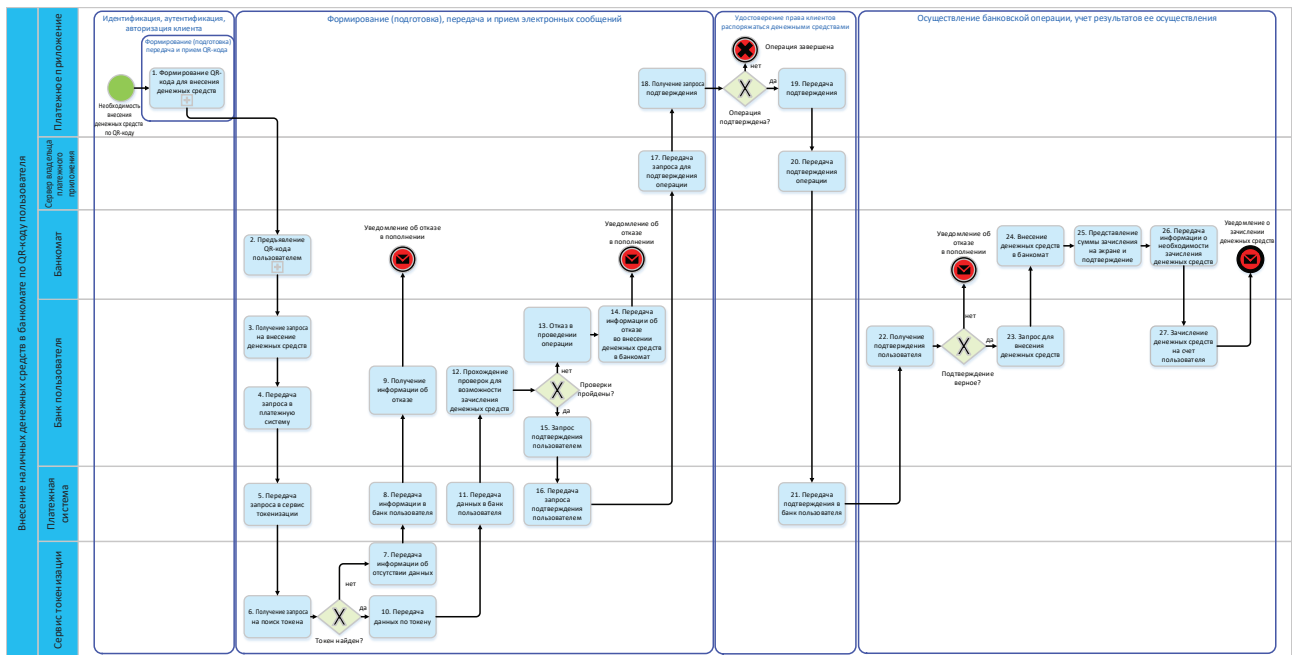 Внесение наличных денежных средств в банкомате по QR-коду пользователя
Платежное приложение
Сервер владельца
платежного
приложения
Банкомат
Банк пользователя
Платежная
система
Сервис токенизации
Идентификация, аутентификация,
авторизация клиента
Формирование (подготовка)
передача и прием QR-кода
Необходимость
внесения
денежных средств
по QR-коду
1. Формирование QR-
кода для внесения
денежных средств
Формирование (подготовка), передача и прием электронных сообщений
2. Предъявление
QR-кода
пользователем
3. Получение запроса
на внесение
денежных средств
4. Передача
запроса в
платежную
систему
5. Передача
запроса в сервис
токенизации
6. Получение запроса
на поиск токена
Токен найден?
нет
да
7. Передача
информации об
отсутствии данных
8. Передача
информации в
банк пользователя
9. Получение
информации об
отказе
Уведомление об отказе
в пополнении
10. Передача
данных по токену
11. Передача
данных в банк
пользователя
12. Прохождение
проверок для
возможности
зачисления
денежных средств
Проверки
пройдены?
нет
да
13. Отказ в
проведении
операции
14. Передача
информации об
отказе
во внесении
денежных средств
в банкомат
Уведомление об
отказе
в пополнении
15. Запрос
подтверждения
пользователем
16. Передача
запроса
подтверждения
пользователем
17. Передача
запроса для
подтверждения
операции
18. Получение запроса
подтверждения
Удостоверение права клиентов
распоряжаться денежными средствами
Операция завершена
нет
да
Операция
подтверждена?
19. Передача
подтверждения
20. Передача
подтверждения
операции
21. Передача
подтверждения в
банк пользователя
Осуществление банковской операции, учет результатов ее осуществления
22. Получение
подтверждения
пользователя
Подтверждение
верное?
нет
да
Уведомление об
отказе
в пополнении
23. Запрос для
внесения
денежных средств
24. Внесение
денежных средств
в банкомат
25. Представление
суммы зачисления
на экране и
подтверждение
26. Передача
информации о
необходимости
зачисления
денежных средств
27. Зачисление
денежных средств
на счет
пользователя
Уведомление о
зачислении
денежных средств